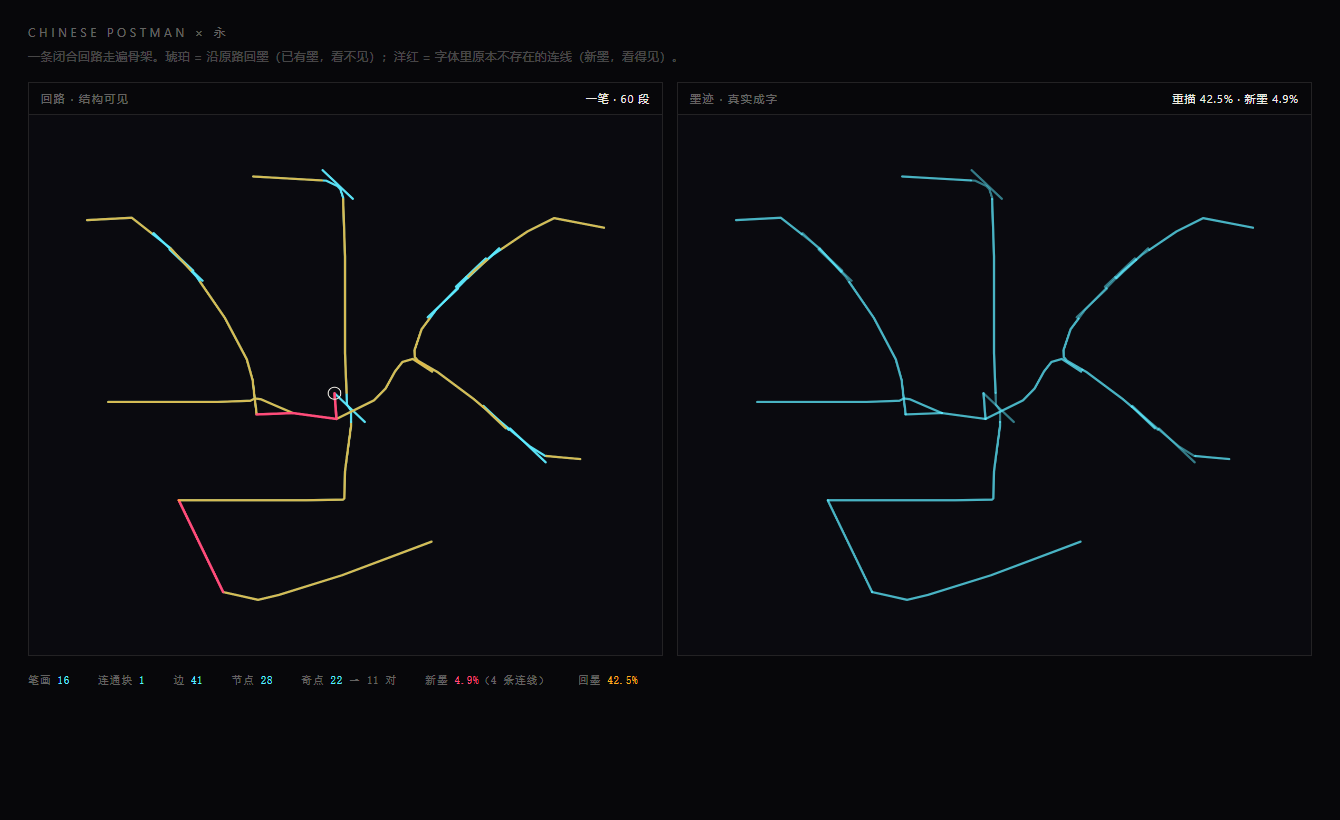 CHINESE POSTMAN × 永
一条闭合回路走遍骨架。琥珀 = 沿原路回墨（已有墨，看不见）；洋红 = 字体里原本不存在的连线（新墨，看得见）。
回路 · 结构可见
一笔 · 60 段
墨迹 · 真实成字
重描 42.5% · 新墨 4.9%
笔画 16 连通块 1 边 41 节点 28 奇点 22 → 11 对 新墨 4.9%（4 条连线） 回墨 42.5%